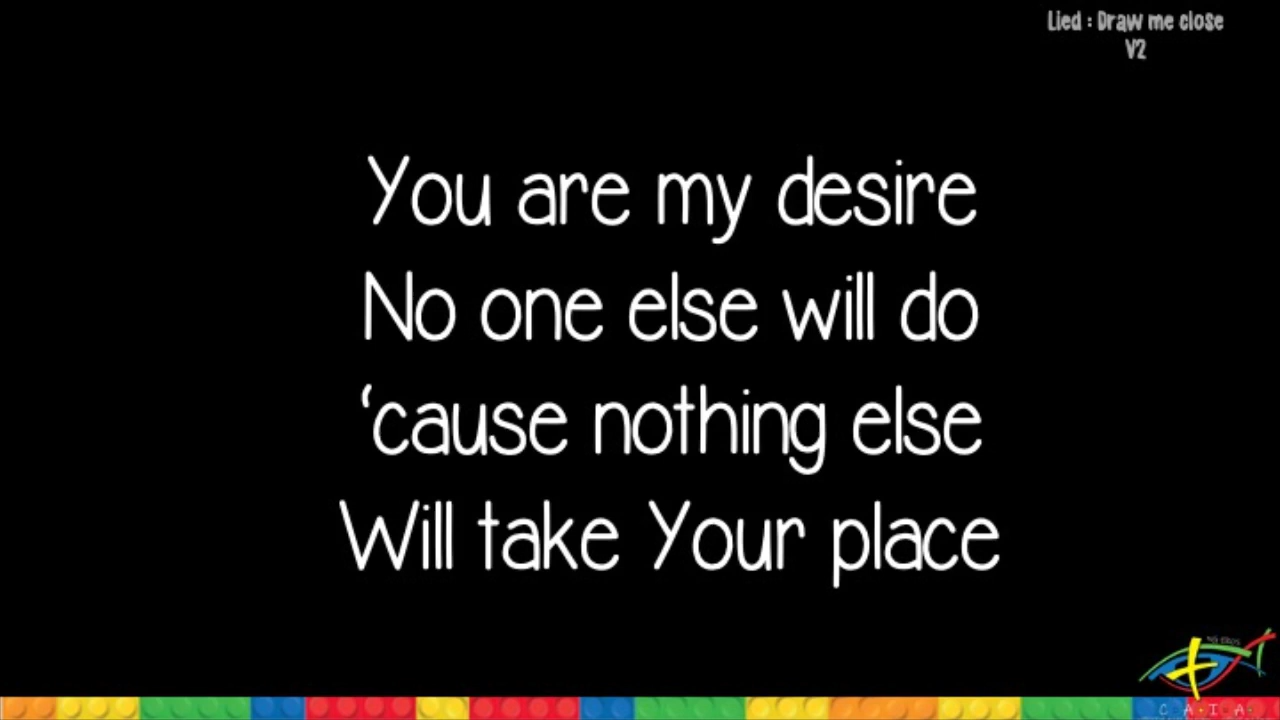 Lied : Draw me close
V2
You are my desire
No one else will do
‘cause nothing else
Will take Your place
C A T A